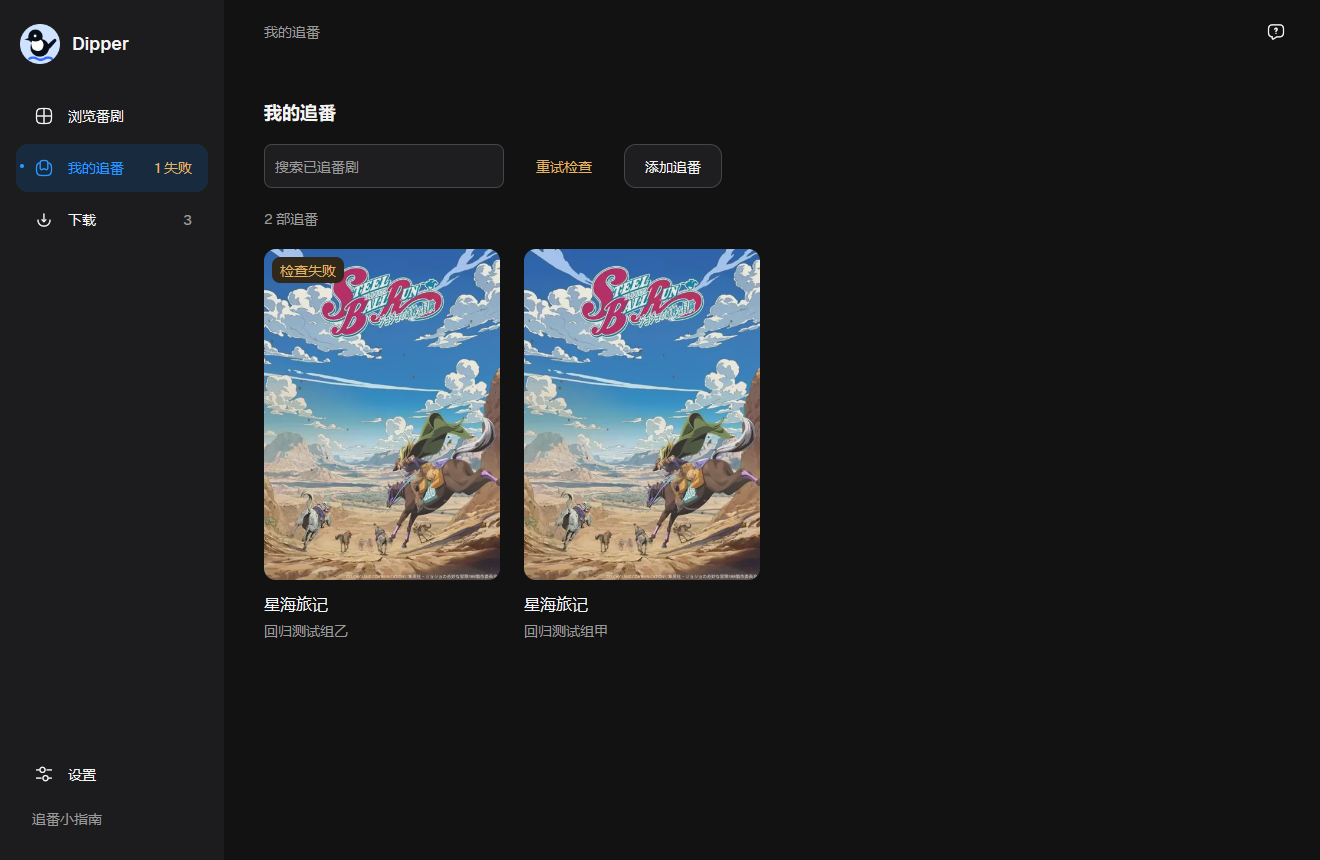 Dipper
浏览番剧
我的追番 1 失败
下载 3
设置
追番小指南
我的追番
我的追番
搜索已追番剧 重试检查 添加追番
2 部追番
检查失败
STEEL
BALL RUN
STEEL
BALL RUN
星海旅记
回归测试组乙
星海旅记
回归测试组甲